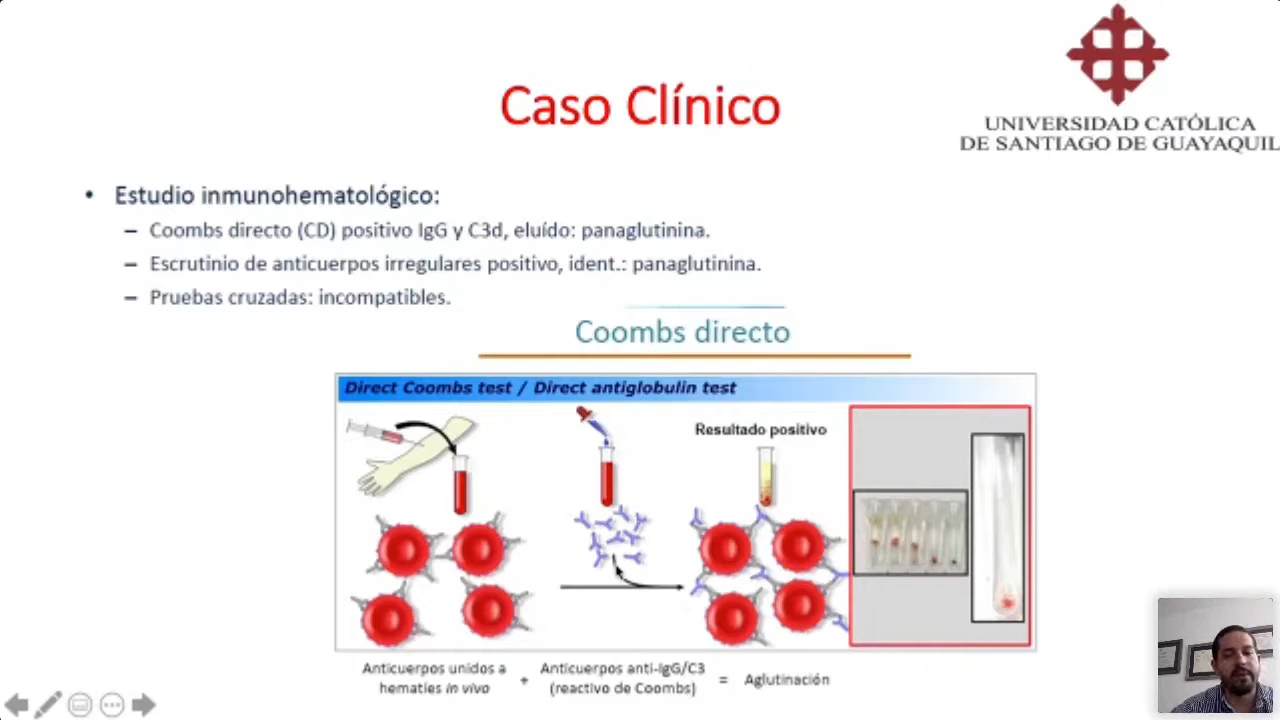 Caso Clínico
UNIVERSIDAD CATÓLICA
DE SANTIAGO DE GUAYAQUIL
• Estudio inmunohematológico:
– Coombs directo (CD) positivo IgG y C3d, eluído: panaglutinina.
– Escrutinio de anticuerpos irregulares positivo, ident.: panaglutinina.
– Pruebas cruzadas: incompatibles.
Coombs directo
Direct Coombs test / Direct antiglobulin test
Resultado positivo
Anticuerpos unidos a
hematíes in vivo
+
Anticuerpos anti-IgG/C3
(reactivo de Coombs)
=
Aglutinación